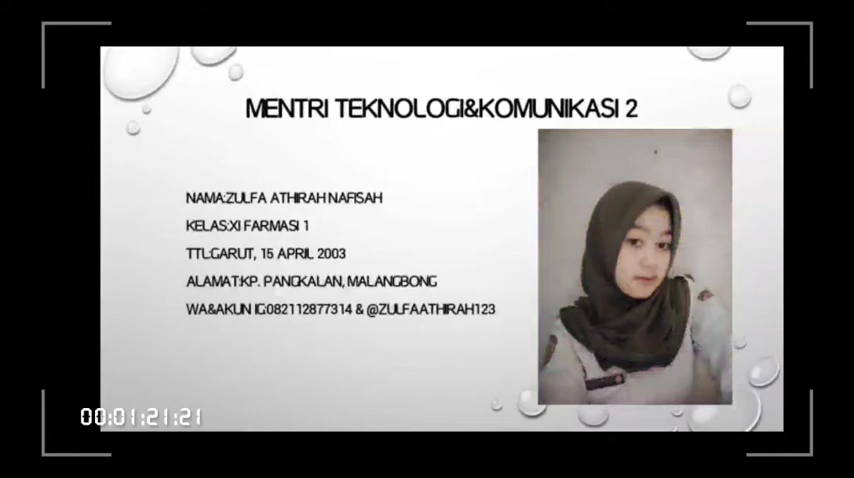 MENTRI TEKNOLOGI&KOMUNIKASI 2
NAMA:ZULFA ATHIRAH NAFISAH
KELAS:XI FARMASI 1
TTL:GARUT, 15 APRIL 2003
ALAMAT:KP. PANGKALAN, MALANGBONG
WA&AKUN IG:082112877314 & @ZULFAATHIRAH123
00:01:21:21